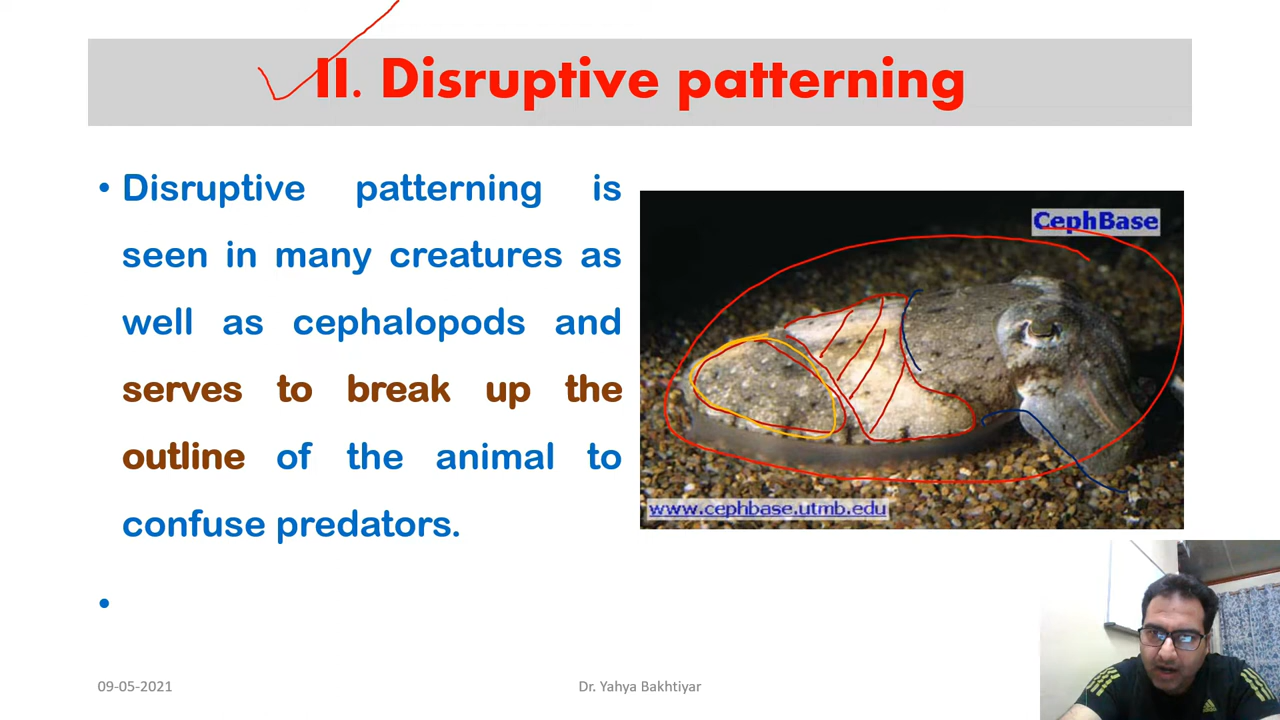 II. Disruptive patterning
• Disruptive patterning is
seen in many creatures as
well as cephalopods and
serves to break up the
outline of the animal to
confuse predators.
•
CephBase
www.cephbase.utmb.edu
09-05-2021
Dr. Yahya Bakhtiyar